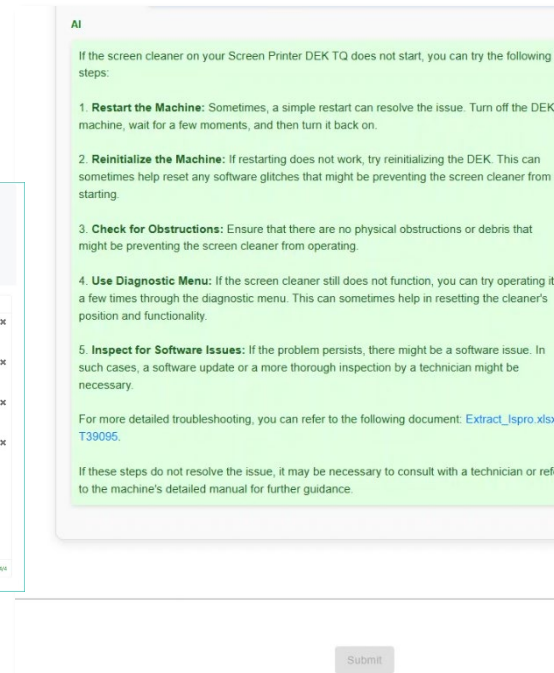 AI
If the screen cleaner on your Screen Printer DEK TQ does not start, you can try the following
steps:
1. Restart the Machine: Sometimes, a simple restart can resolve the issue. Turn off the DEK
machine, wait for a few moments, and then turn it back on.
2. Reinitialize the Machine: If restarting does not work, try reinitializing the DEK. This can
sometimes help reset any software glitches that might be preventing the screen cleaner from
starting.
3. Check for Obstructions: Ensure that there are no physical obstructions or debris that
might be preventing the screen cleaner from operating.
4. Use Diagnostic Menu: If the screen cleaner still does not function, you can try operating it
a few times through the diagnostic menu. This can sometimes help in resetting the cleaner's
position and functionality.
5. Inspect for Software Issues: If the problem persists, there might be a software issue. In
such cases, a software update or a more thorough inspection by a technician might be
necessary.
For more detailed troubleshooting, you can refer to the following document: Extract_Ispro.xlsx
T39095.
If these steps do not resolve the issue, it may be necessary to consult with a technician or ref
to the machine's detailed manual for further guidance.
Submit